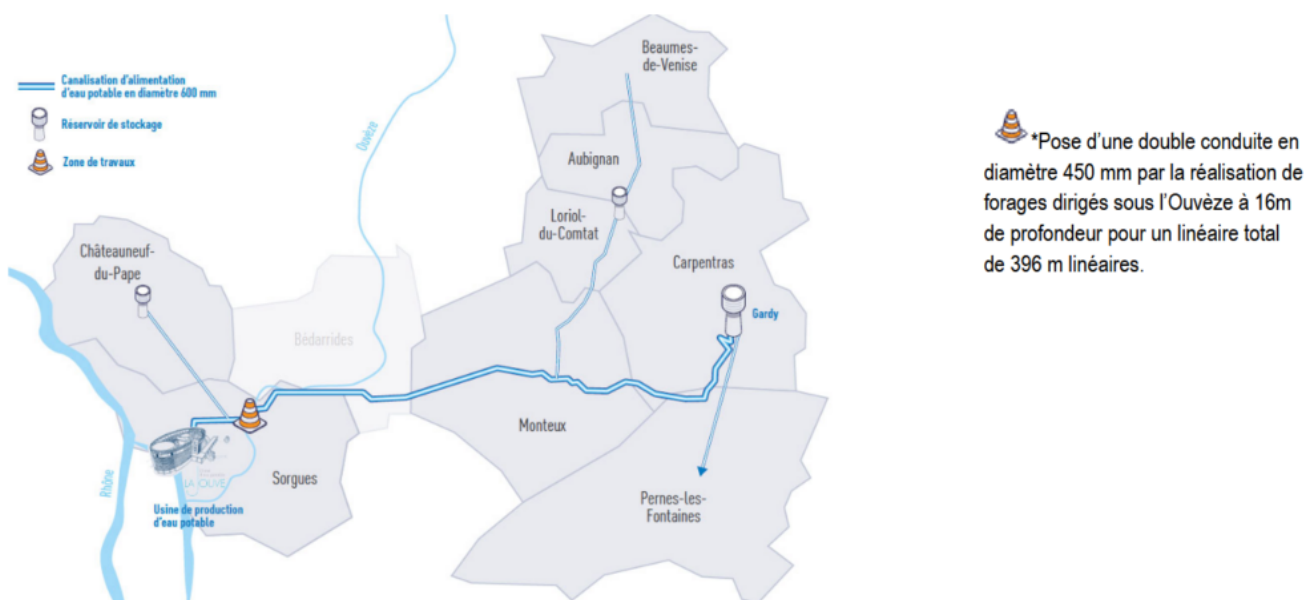 Canalisation d'alimentation
d'eau potable en diamètre 600 mm
Réservoir de stockage
Zone de travaux
Ouvèze
Beaumes-
de-Venise
Aubignan
Loriol-
du-Comtat
Châteauneuf-
du-Pape
Carpentras
Gardy
Bédarrides
Monteux
Sorgues
LA JOUVE
Rhône
Usine de production
d'eau potable
Pernes-les-
Fontaines
*Pose d'une double conduite en
diamètre 450 mm par la réalisation de
forages dirigés sous l'Ouvèze à 16m
de profondeur pour un linéaire total
de 396 m linéaires.